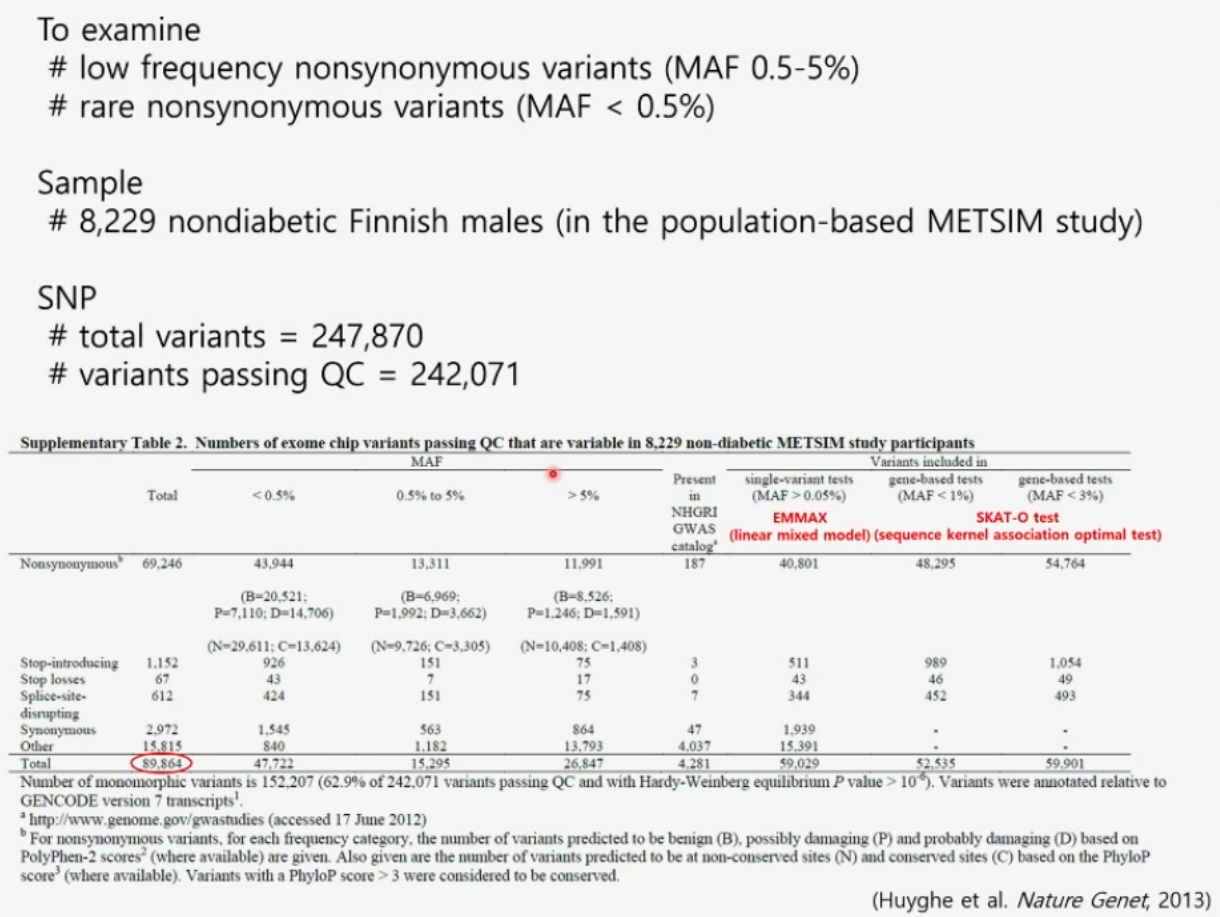 To examine
# low frequency nonsynonymous variants (MAF 0.5-5%)
# rare nonsynonymous variants (MAF < 0.5%)
Sample
# 8,229 nondiabetic Finnish males (in the population-based METSIM study)
SNP
# total variants = 247,870
# variants passing QC = 242,071
Supplementary Table 2. Numbers of exome chip variants passing QC that are variable in 8,229 non-diabetic METSIM study participants
MAF Variants included in
Total < 0.5% 0.5% to 5% > 5% Present in NHGRI GWAS catalogᵃ single-variant tests (MAF > 0.05%) gene-based tests (MAF < 1%) gene-based tests (MAF < 3%)
EMMAX SKAT-O test
(linear mixed model) (sequence kernel association optimal test)
Nonsynonymousᵇ 69,246 43,944 13,311 11,991 187 40,801 48,295 54,764
(B=20,521; (B=6,969; (B=8,526;
P=7,110; D=14,706) P=1,992; D=3,662) P=1,246; D=1,591)
(N=29,611; C=13,624) (N=9,726; C=3,305) (N=10,408; C=1,408)
Stop-introducing 1,152 926 151 75 3 511 989 1,054
Stop losses 67 43 7 17 0 43 46 49
Splice-site- 612 424 151 75 7 344 452 493
disrupting
Synonymous 2,972 1,545 563 864 47 1,939 - -
Other 15,815 840 1,182 13,793 4,037 15,391 - -
Total 89,864 47,722 15,295 26,847 4,281 59,029 52,535 59,901
Number of monomorphic variants is 152,207 (62.9% of 242,071 variants passing QC and with Hardy-Weinberg equilibrium P value > 10⁻⁶). Variants were annotated relative to
GENCODE version 7 transcripts¹.
ᵃ http://www.genome.gov/gwastudies (accessed 17 June 2012)
ᵇ For nonsynonymous variants, for each frequency category, the number of variants predicted to be benign (B), possibly damaging (P) and probably damaging (D) based on
PolyPhen-2 scores² (where available) are given. Also given are the number of variants predicted to be at non-conserved sites (N) and conserved sites (C) based on the PhyloP
score³ (where available). Variants with a PhyloP score > 3 were considered to be conserved.
(Huyghe et al. Nature Genet, 2013)